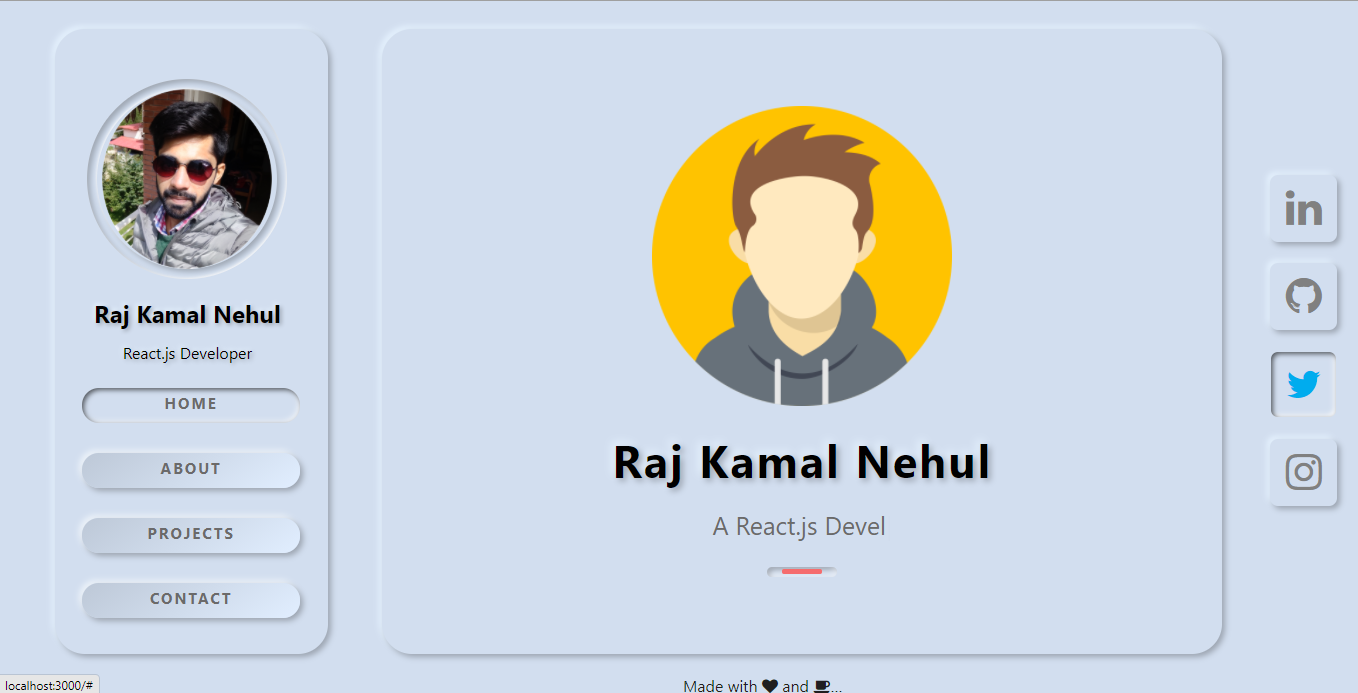 Raj Kamal Nehul
React.js Developer
HOME
ABOUT
PROJECTS
CONTACT
Raj Kamal Nehul
A React.js Devel
in
Made with and ...
localhost:3000/#